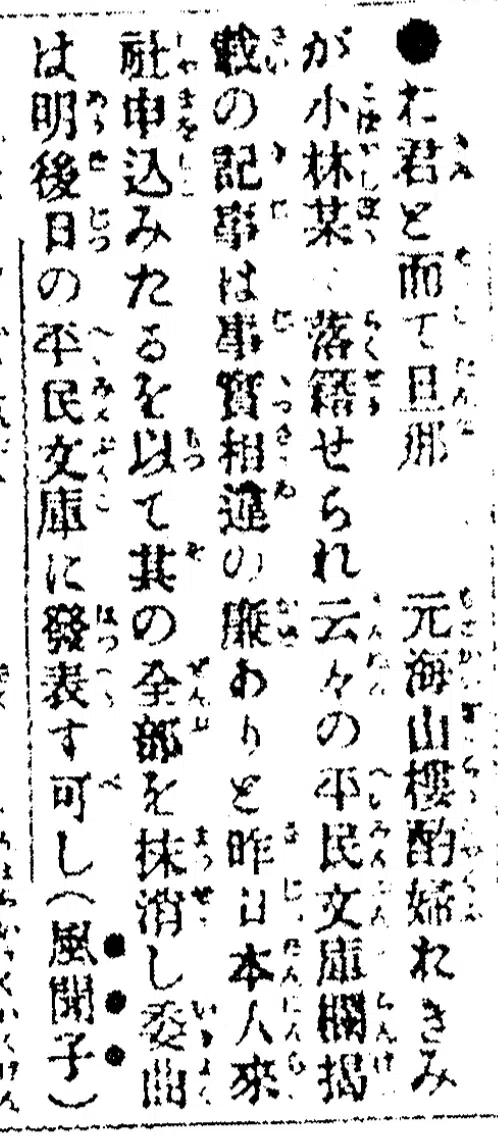 ●お君と而て旦那 元海山樓酌婦おきみ
が小林某 落籍せられ云々の平民文庫欄掲
載の記事は事實相違の廉ありと昨日本人來
社申込みたるを以て其の全部を抹消し委曲
は明後日の平民文庫に發表す可し(風聞子)